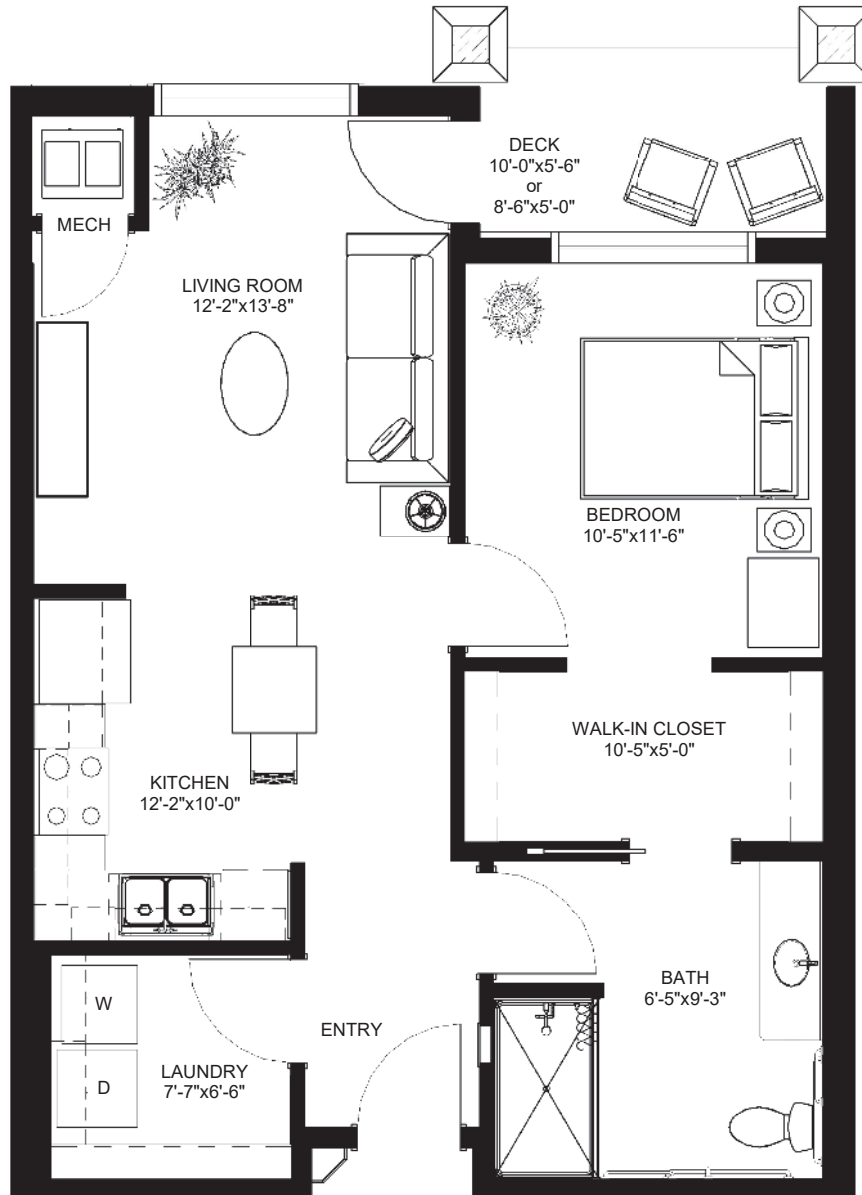 DECK
10'-0"x5'-6"
or
8'-6"x5'-0"
MECH
LIVING ROOM
12'-2"x13'-8"
BEDROOM
10'-5"x11'-6"
WALK-IN CLOSET
10'-5"x5'-0"
KITCHEN
12'-2"x10'-0"
BATH
6'-5"x9'-3"
W
ENTRY
D
LAUNDRY
7'-7"x6'-6"